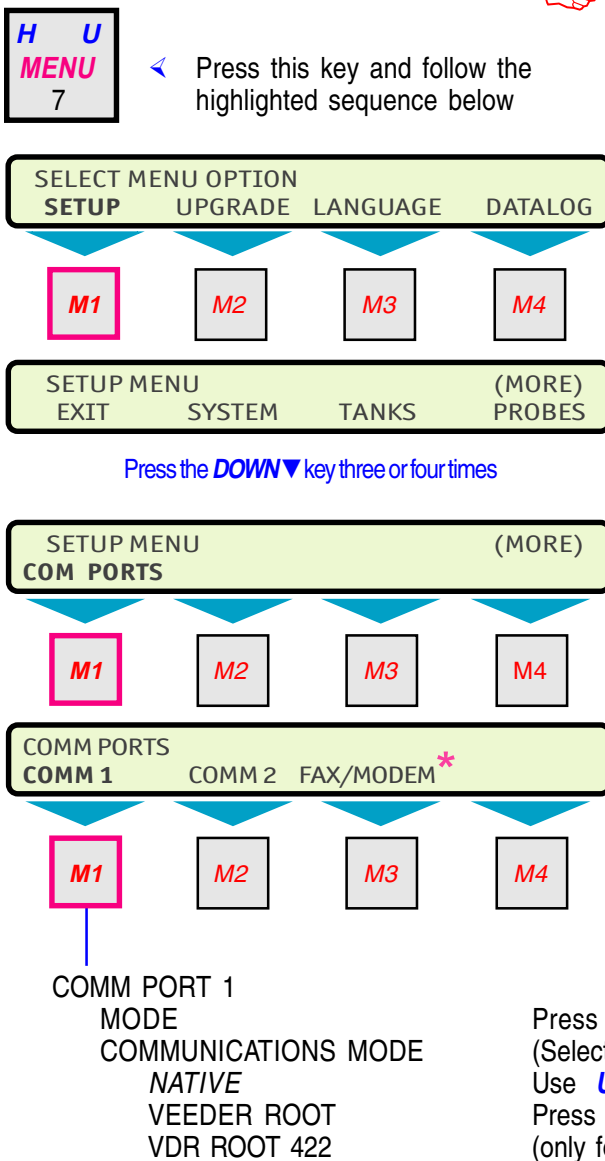 H U
MENU
7
Press this key and follow the
highlighted sequence below
SELECT MENU OPTION
SETUP UPGRADE LANGUAGE DATALOG
M1 M2 M3 M4
SETUP MENU (MORE)
EXIT SYSTEM TANKS PROBES
Press the DOWN▼ key three or four times
SETUP MENU (MORE)
COM PORTS
M1 M2 M3 M4
COMM PORTS
COMM 1 COMM 2 FAX/MODEM*
M1 M2 M3 M4
COMM PORT 1
MODE Press
COMMUNICATIONS MODE (Select
NATIVE Use
VEEDER ROOT Press
VDR ROOT 422 (only